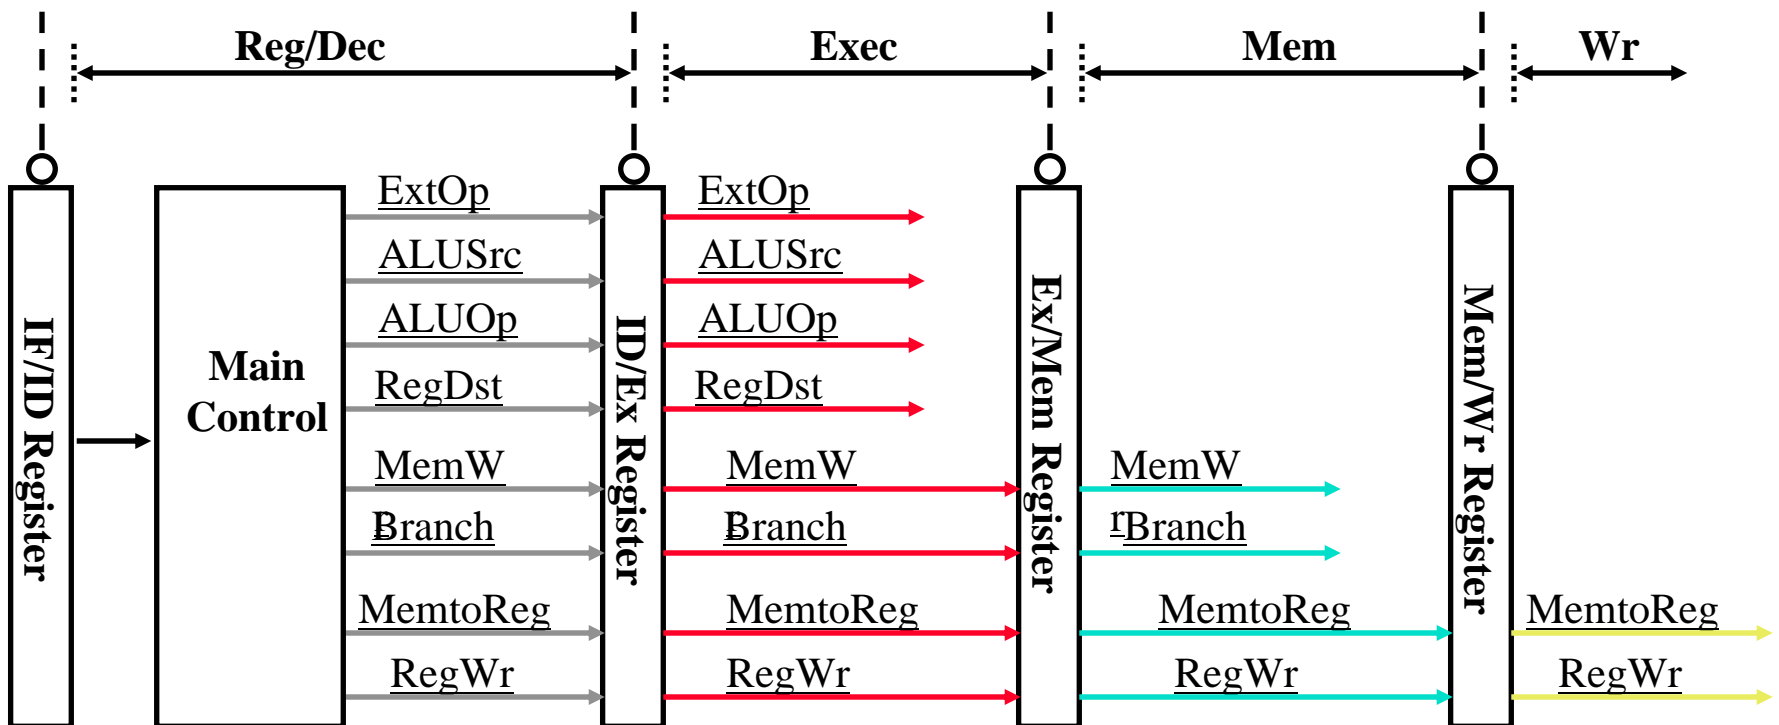 Reg/Dec
Exec
Mem
Wr
IF/ID Register
Main
Control
ExtOp
ALUSrc
ALUOp
RegDst
MemW
r
Branch
MemtoReg
RegWr
ID/Ex Register
ExtOp
ALUSrc
ALUOp
RegDst
MemW
r
Branch
MemtoReg
RegWr
Ex/Mem Register
MemW
r
Branch
MemtoReg
RegWr
Mem/Wr Register
MemtoReg
RegWr